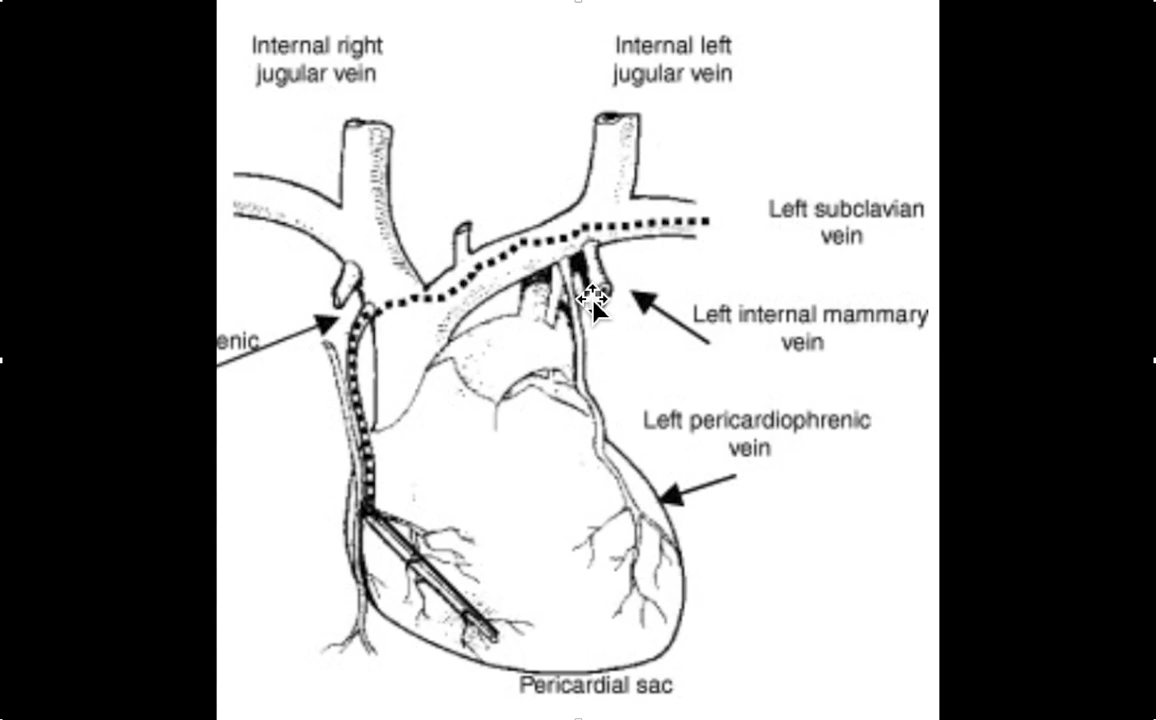 Internal right
jugular vein
Internal left
jugular vein
Left subclavian
vein
Left internal mammary
vein
enic
Left pericardiophrenic
vein
Pericardial sac